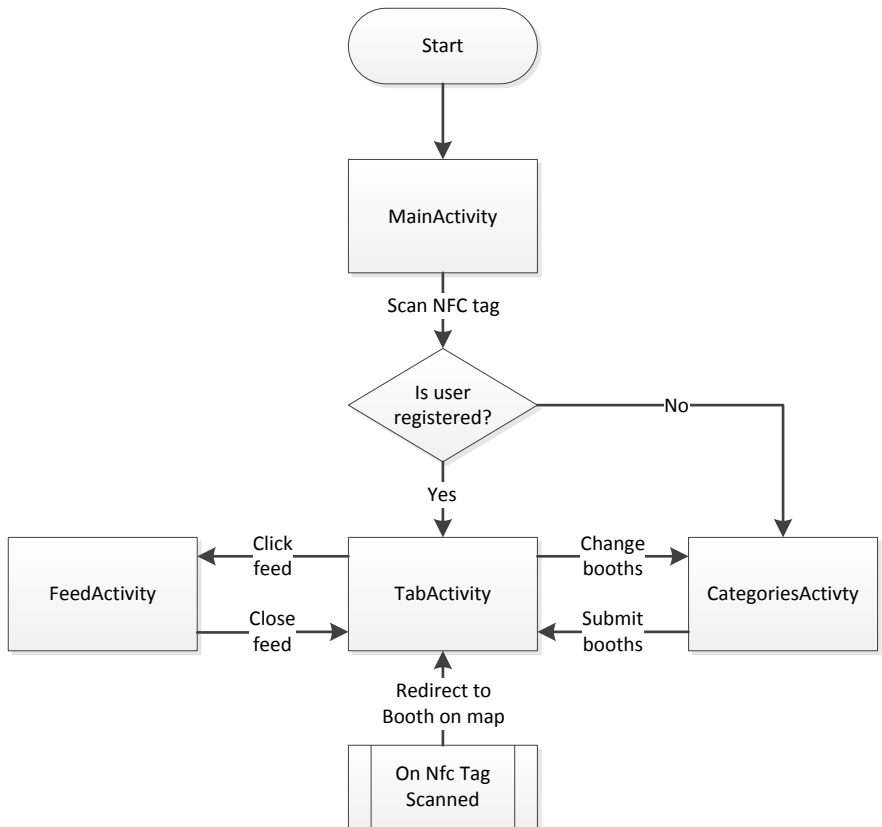 Start
MainActivity
Scan NFC tag
Is user
registered?
No
Yes
Click
feed
Change
booths
FeedActivity
TabActivity
CategoriesActivty
Close
feed
Submit
booths
Redirect to
Booth on map
On Nfc Tag
Scanned